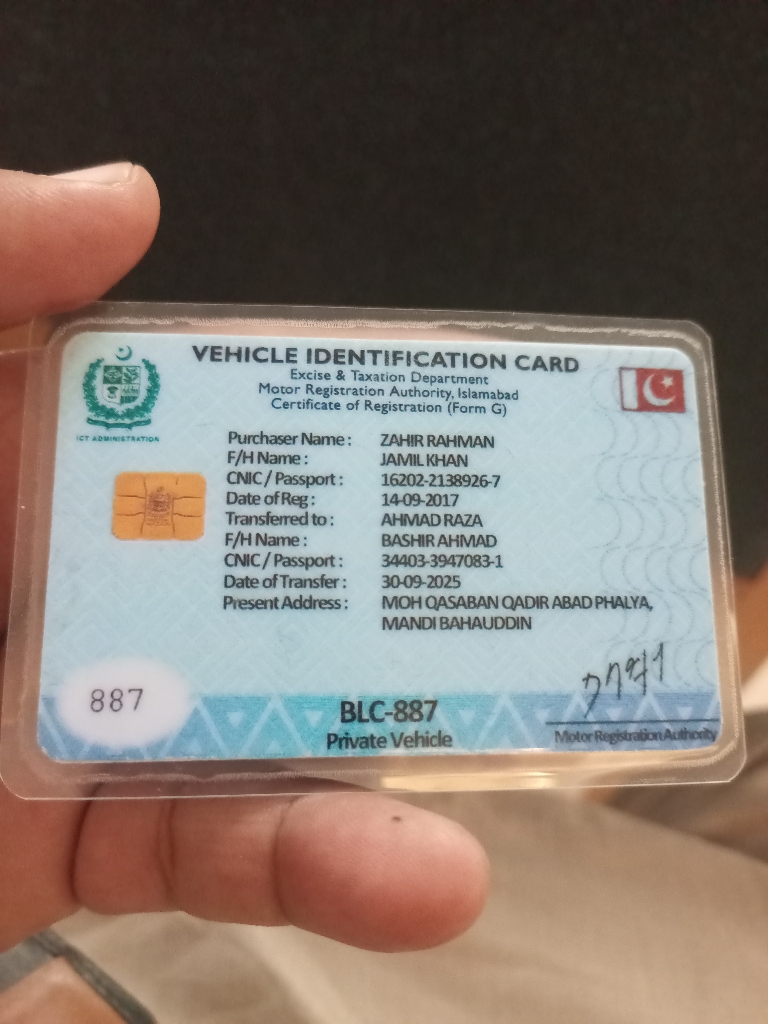 VEHICLE IDENTIFICATION CARD
Excise & Taxation Department
Motor Registration Authority, Islamabad
Certificate of Registration (Form G)
ICT ADMINISTRATION
Purchaser Name : ZAHIR RAHMAN
F/H Name : JAMIL KHAN
CNIC / Passport : 16202-2138926-7
Date of Reg : 14-09-2017
Transferred to : AHMAD RAZA
F/H Name : BASHIR AHMAD
CNIC / Passport : 34403-3947083-1
Date of Transfer : 30-09-2025
Present Address : MOH QASABAN QADIR ABAD PHALYA,
MANDI BAHAUDDIN
887
BLC-887
Private Vehicle
Motor Registration Authority